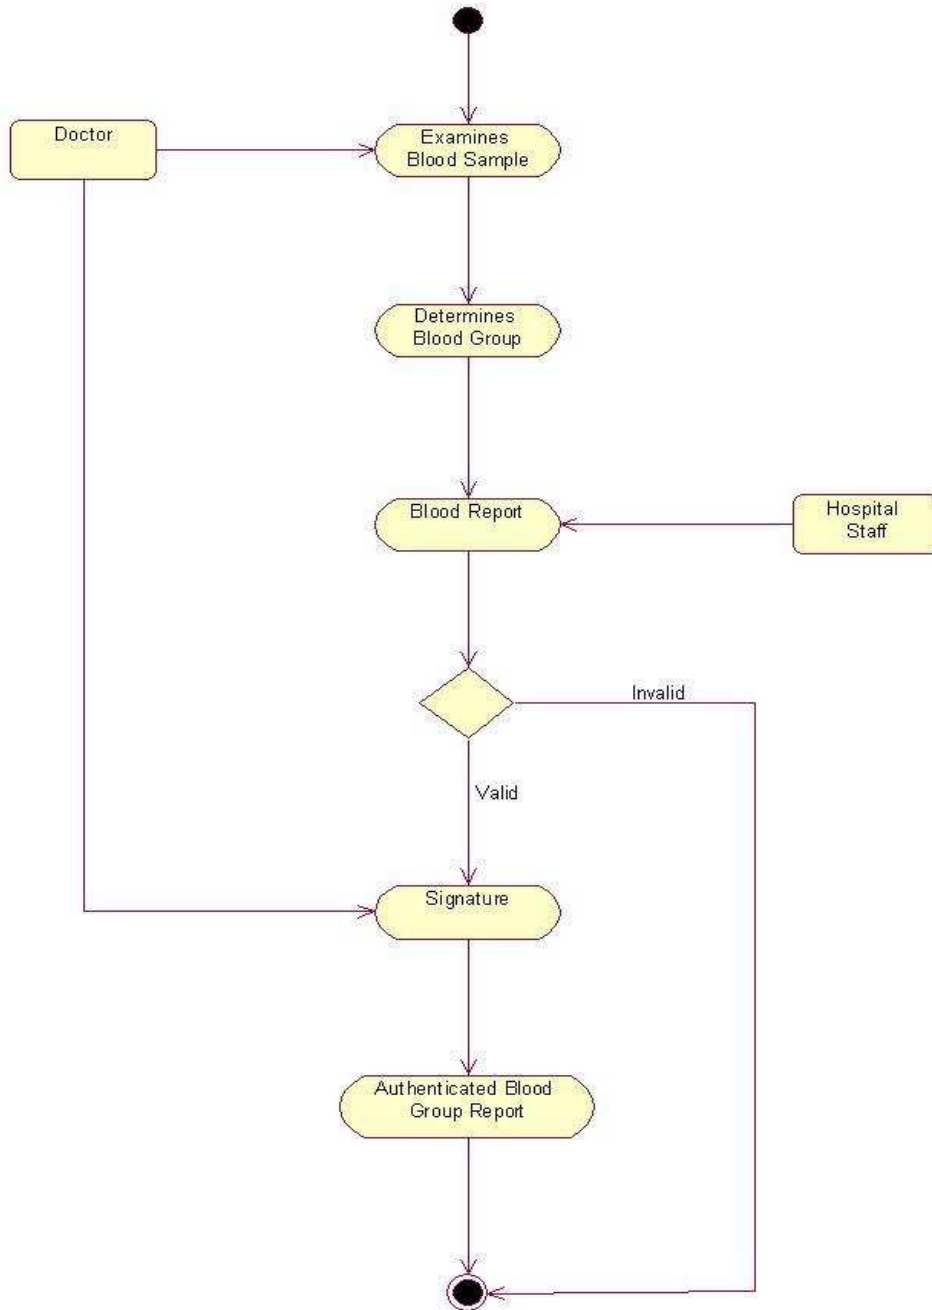 Doctor
Examines
Blood Sample
Determines
Blood Group
Blood Report
Hospital
Staff
Invalid
Valid
Signature
Authenticated Blood
Group Report